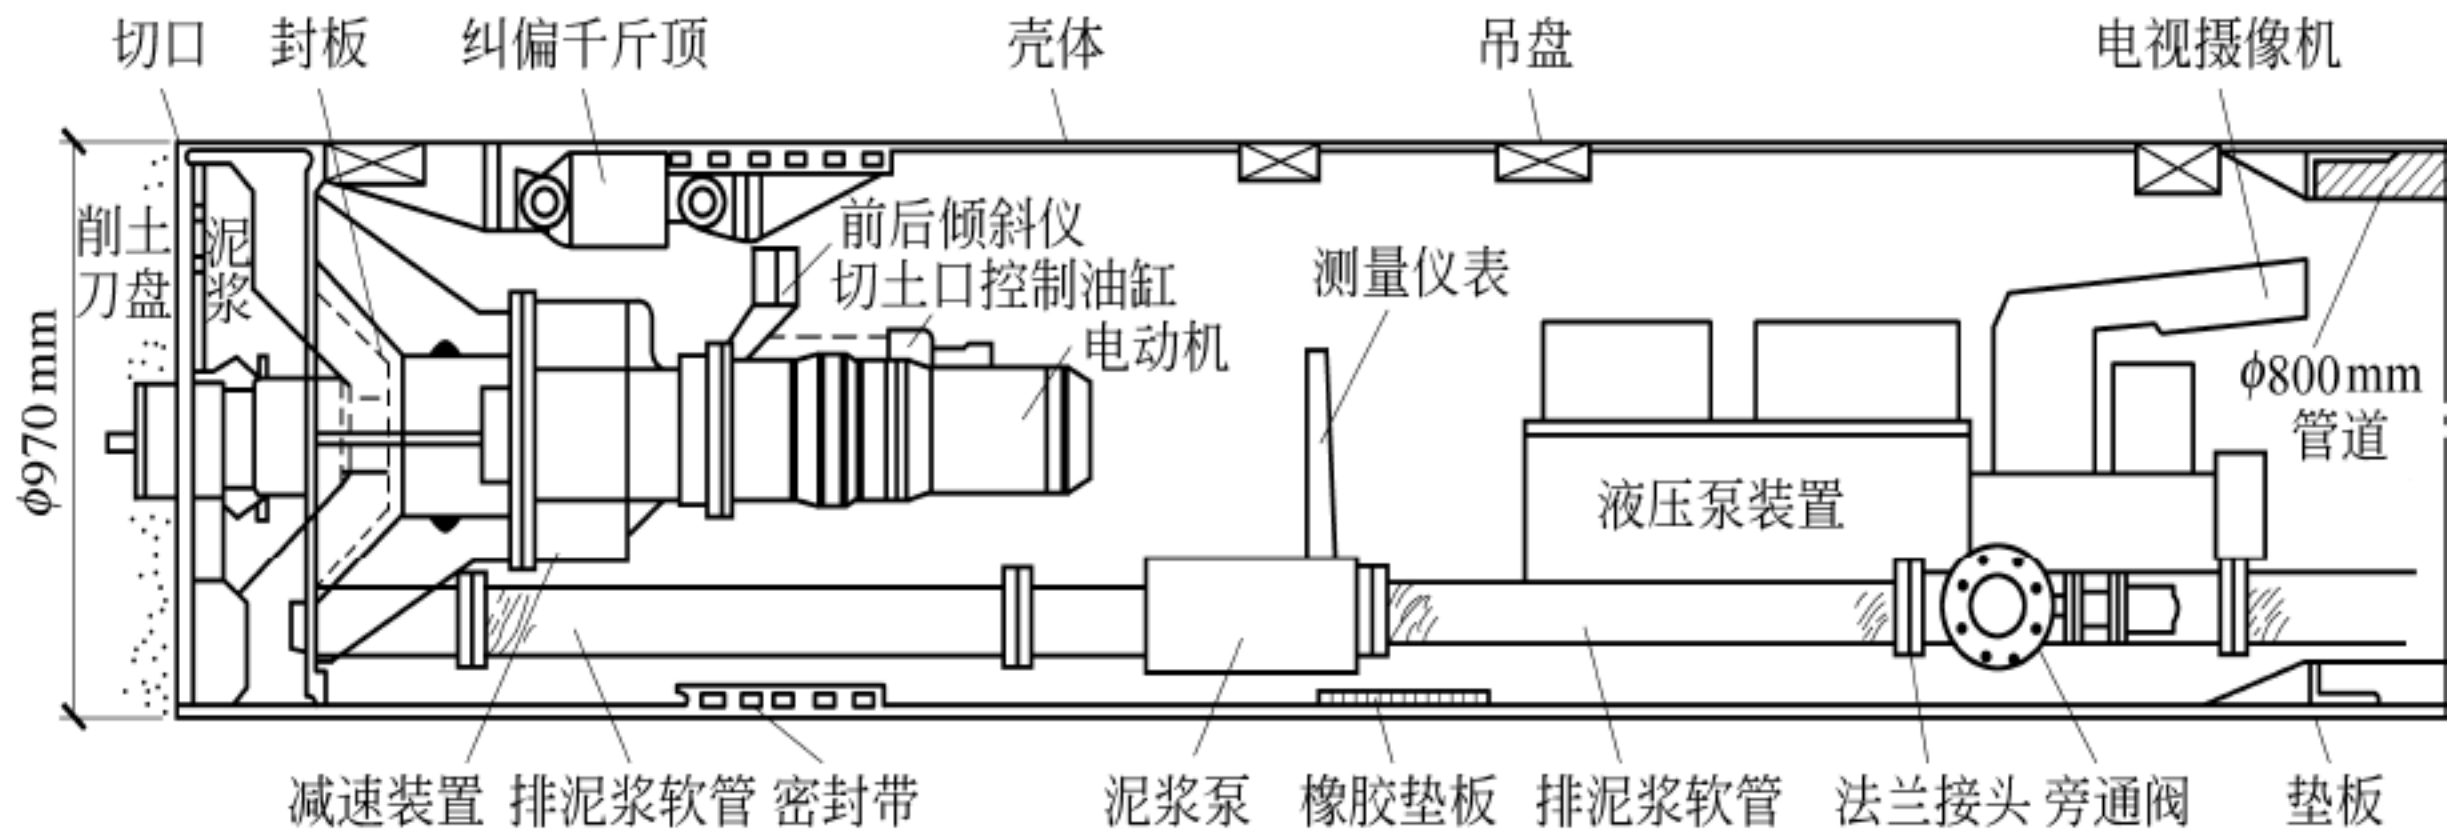 切口 封板 纠偏千斤顶 壳体 吊盘 电视摄像机
削土
刀盘
泥
浆
前后倾斜仪
切土口控制油缸
电动机
测量仪表
液压泵装置
ϕ800mm
管道
ϕ970mm
减速装置 排泥浆软管 密封带 泥浆泵 橡胶垫板 排泥浆软管 法兰接头 旁通阀 垫板